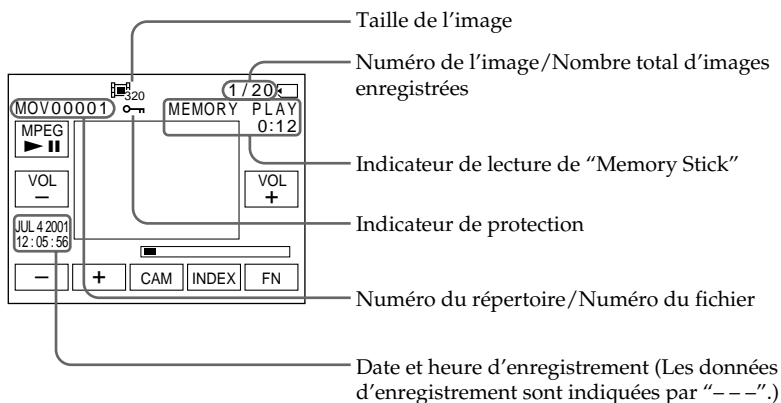 Taille de l’image
Numéro de l’image/Nombre total d’images
enregistrées
Indicateur de lecture de “Memory Stick”
Indicateur de protection
Numéro du répertoire/Numéro du fichier
Date et heure d’enregistrement (Les données
d’enregistrement sont indiquées par “– – –”.)
320
1 / 20
MOV00001
MEMORY PLAY
0:12
MPEG
VOL
–
VOL
+
JUL 4 2001
12 : 05 : 56
– + CAM INDEX FN